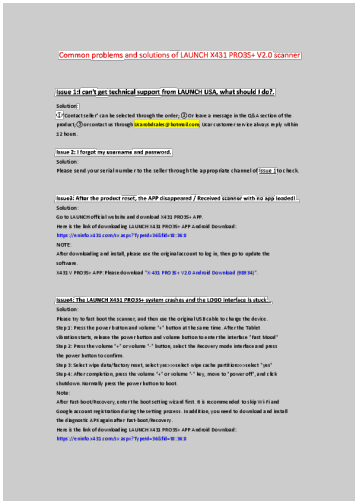 Common problems and solutions of LAUNCH X431 PRO3S+ V2.0 scanner
Issue 1:I can't get technical support from LAUNCH USA, what should I do?.
Solution:
① "Contact seller" can be selected through the order; ② Or leave a message in the Q&A section of the
product; ③ or contact us through @hotmail.com. Our customer service always reply within
12 hours.
Issue 2: I forgot my username and password.
Solution:
Please send your serial number to the seller through the appropriate channel of Issue 1 to check.
Issue3: After the product reset, the APP disappeared / Received scanner with no app loaded! .
Solution:
Go to LAUNCH official website and download X431 PRO3S+ APP.
Here is the link of downloading LAUNCH X431 PRO3S+ APP Android Download:
NOTE:
After downloading and install, please use the original account to log in, then go to update the
software.
X431 V PRO3S+ APP: Please download "X-431 PRO 3S+ V2.0 Android Download
Issue4: The LAUNCH X431 PRO3S+ system crashes and the LOGO interface is stuck .
Solution:
Please try to fast boot the scanner, and then use the original USB cable to charge the device.
Step 1: Press the power button and volume "+" button at the same time. After the Tablet
vibration starts, release the power button and volume button to enter the interface "Fast Mood"
Step 2: Press the volume "+" or volume "-" button, select the Recovery mode interface and press
the power button to confirm.
Step 3: Select wipe data/factory reset, select yes>>select wipe cache partition>>select "yes"
Step 4: After completion, press the volume "+" or volume "-" key, move to "power off", and click
shutdown. Normally press the power button to boot.
Note:
After Fast-boot/Recovery, enter the boot setting wizard first. It is recommended to skip WiFi and
Google account registration during the setting process. In addition, you need to download and install
the diagnostic APK again after Fast-boot/Recovery.
Here is the link of downloading LAUNCH X431 PRO3S+ APP Android Download: